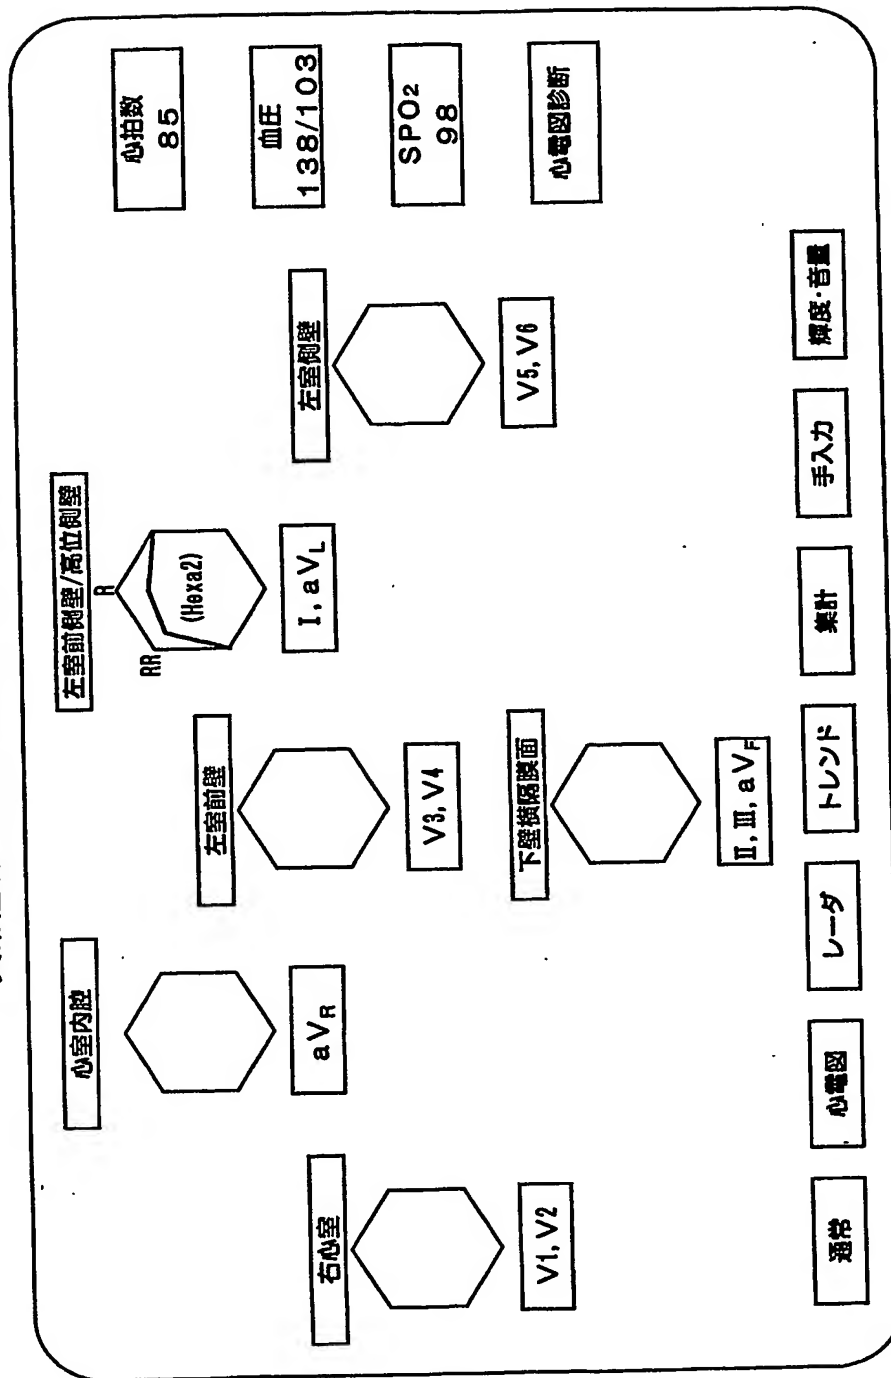 心室内腔
aVR
右心室
V1, V2
左室前壁
V3, V4
左室前側壁/高位側壁
R
RR
(Hexa2)
I, aVL
左室側壁
V5, V6
下壁横隔膜面
II, III, aVF
心拍数
85
血圧
138/103
SPO2
98
心電図診断
通常
心電図
レーダ
トレンド
集計
手入力
輝度・音量